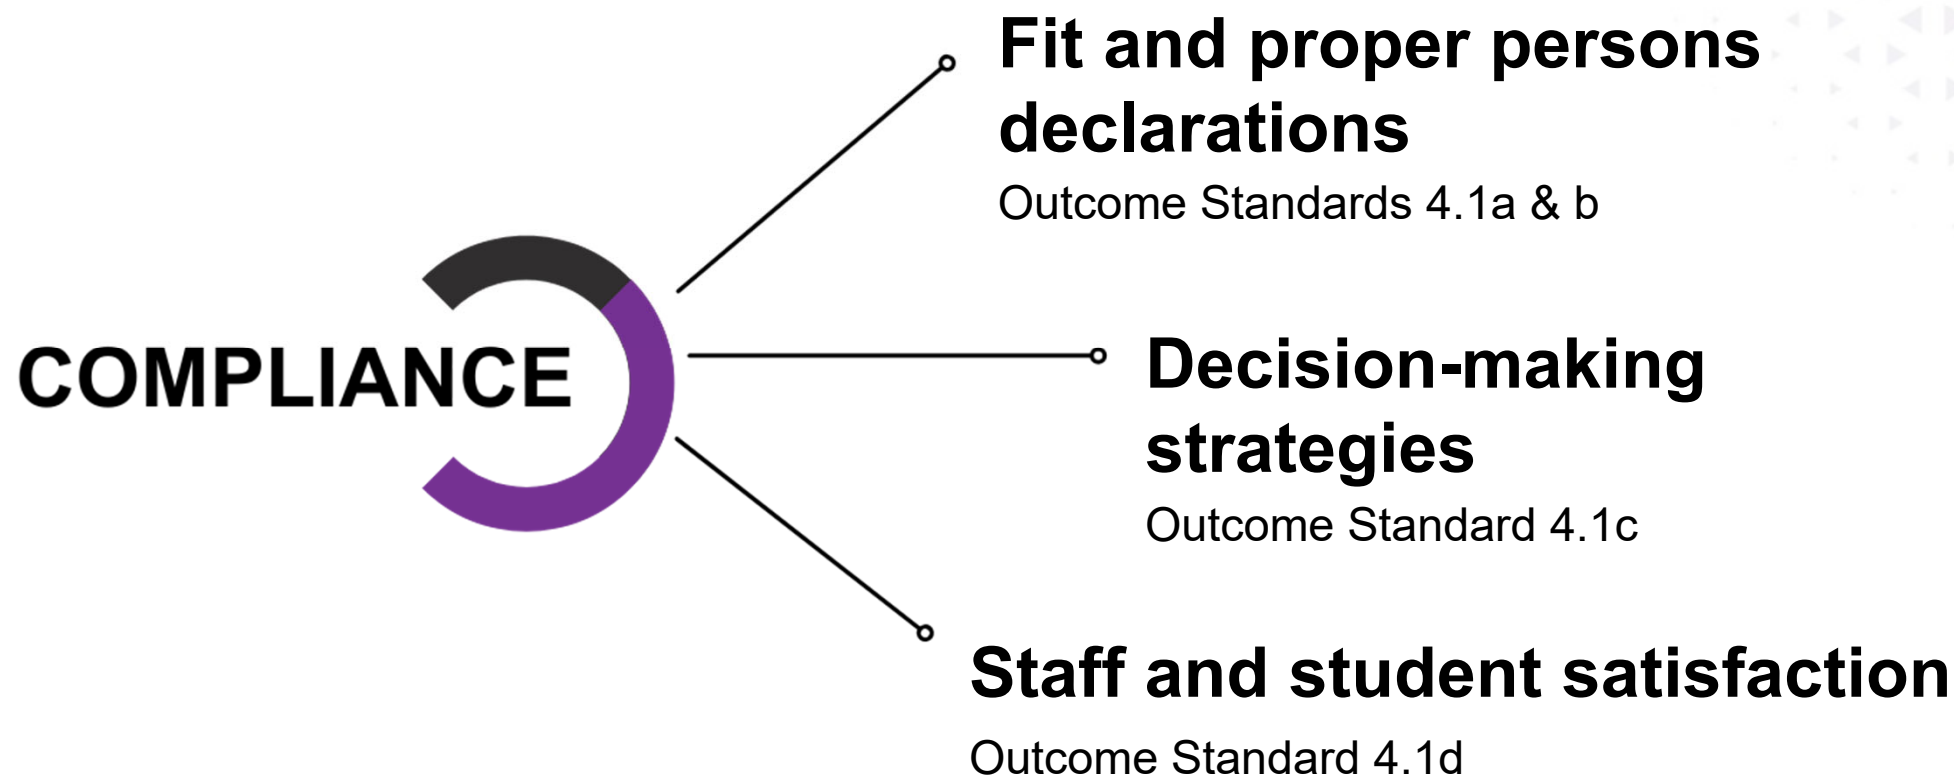 COMPLIANCE
Fit and proper persons
declarations
Outcome Standards 4.1a & b
Decision-making
strategies
Outcome Standard 4.1c
Staff and student satisfaction
Outcome Standard 4.1d